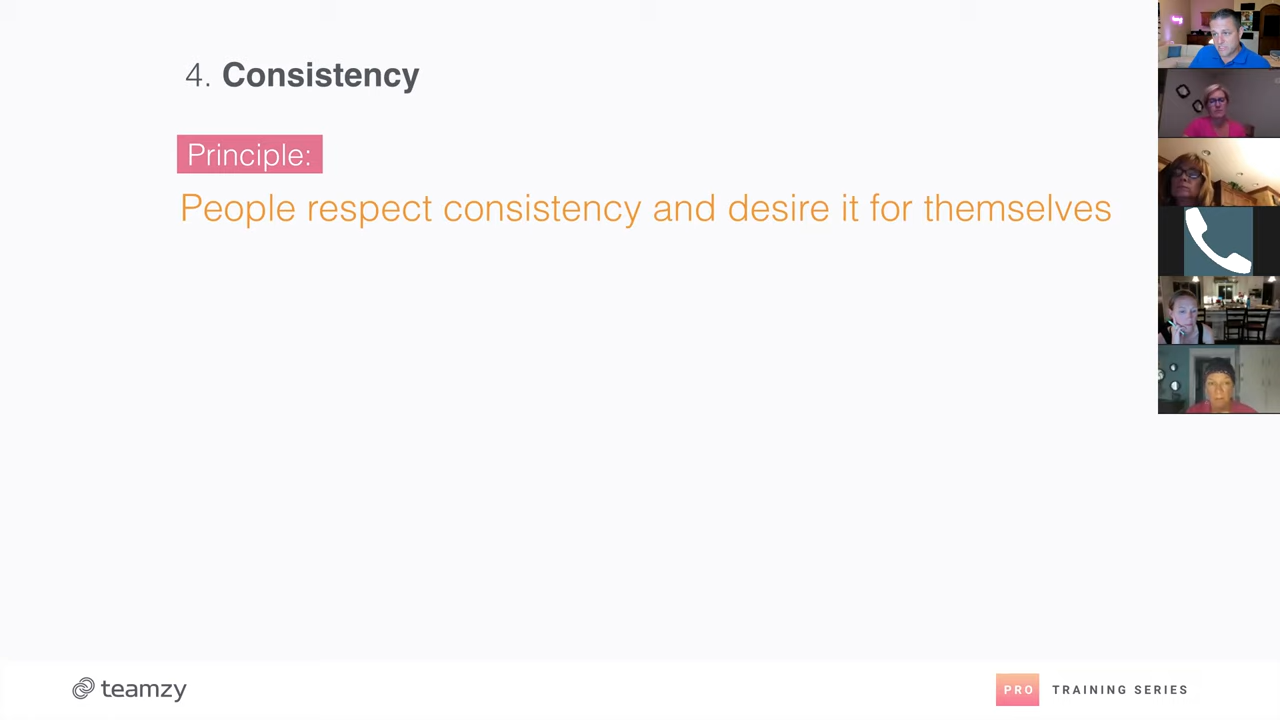 4. Consistency
Principle:
People respect consistency and desire it for themselves
teamzy
PRO TRAINING SERIES